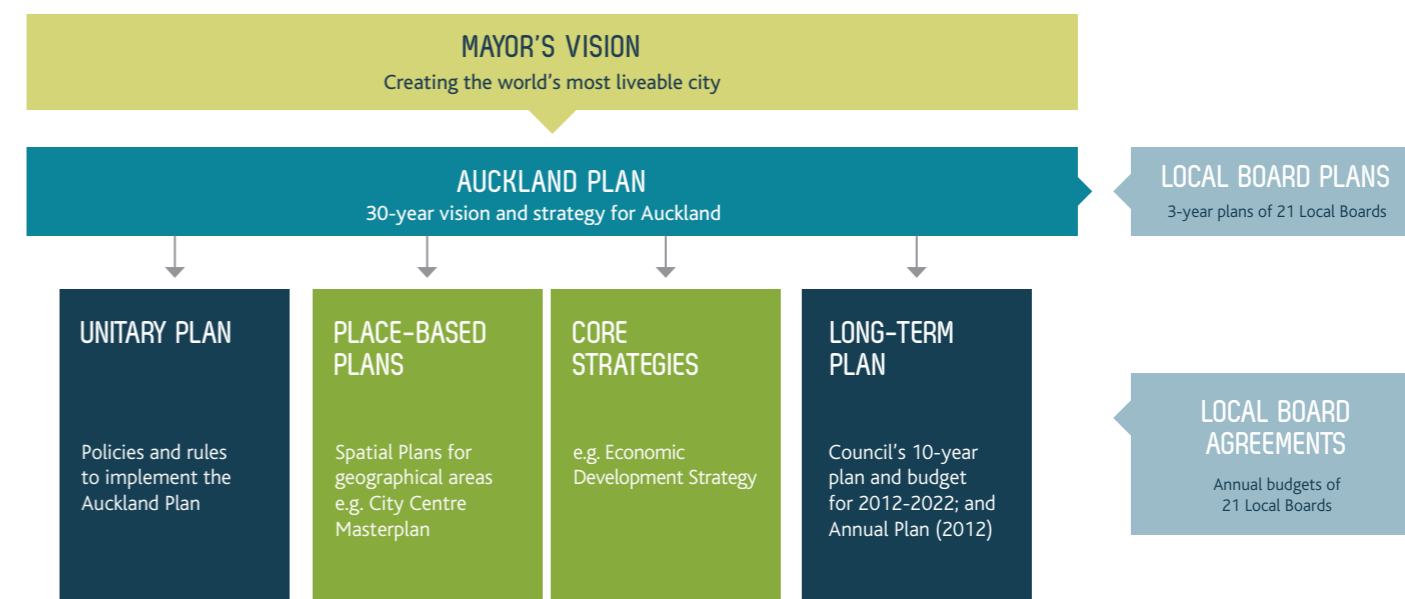 MAYOR'S VISION
Creating the world's most liveable city
AUCKLAND PLAN
30-year vision and strategy for Auckland
LOCAL BOARD PLANS
3-year plans of 21 Local Boards
UNITARY PLAN
Policies and rules
to implement the
Auckland Plan
PLACE-BASED
PLANS
Spatial Plans for
geographical areas
e.g. City Centre
Masterplan
CORE
STRATEGIES
e.g. Economic
Development Strategy
LONG-TERM
PLAN
Council's 10-year
plan and budget
for 2012-2022; and
Annual Plan (2012)
LOCAL BOARD
AGREEMENTS
Annual budgets of
21 Local Boards